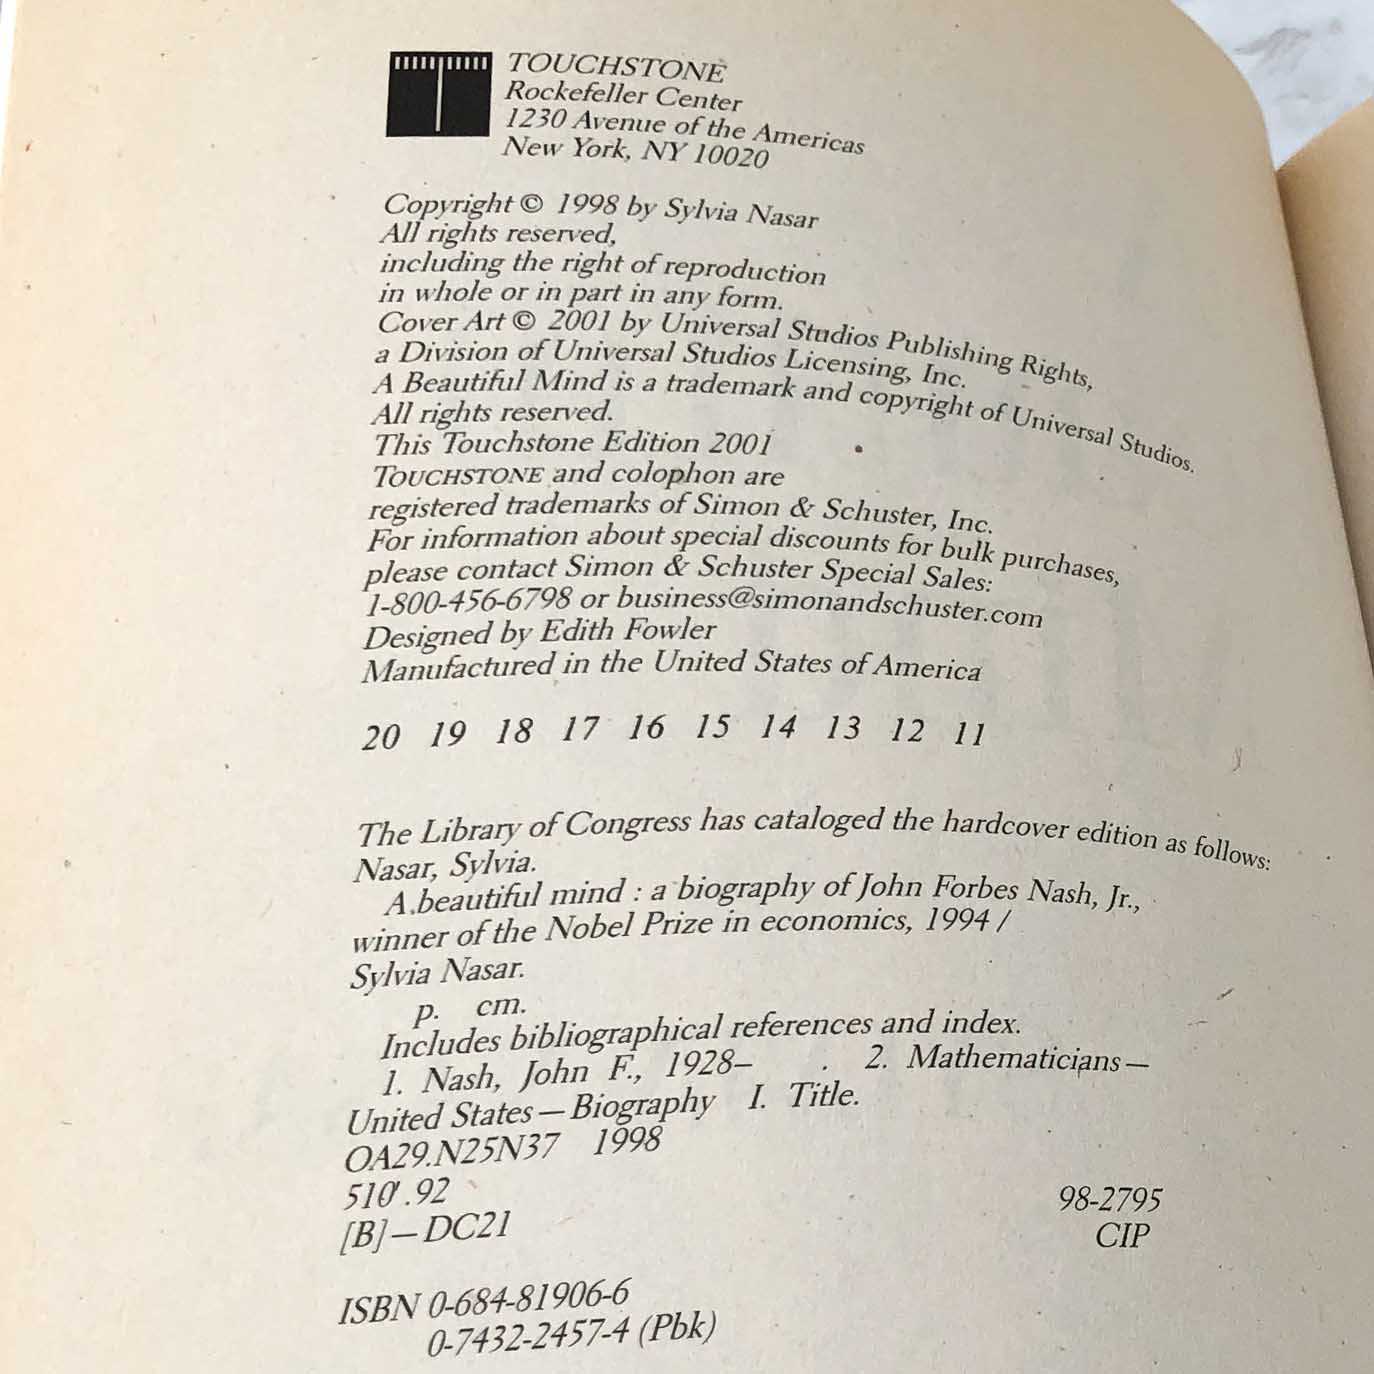 TOUCHSTONE
Rockefeller Center
1230 Avenue of the Americas
New York, NY 10020
Copyright © 1998 by Sylvia Nasar
All rights reserved,
including the right of reproduction
in whole or in part in any form.
Cover Art © 2001 by Universal Studios Publishing Rights,
a Division of Universal Studios Licensing, Inc.
A Beautiful Mind is a trademark and copyright of Universal Studios.
All rights reserved.
This Touchstone Edition 2001
TOUCHSTONE and colophon are
registered trademarks of Simon & Schuster, Inc.
For information about special discounts for bulk purchases,
please contact Simon & Schuster Special Sales:
1-800-456-6798 or business@simonandschuster.com
Designed by Edith Fowler
Manufactured in the United States of America
20 19 18 17 16 15 14 13 12 11
The Library of Congress has cataloged the hardcover edition as follows:
Nasar, Sylvia.
A beautiful mind : a biography of John Forbes Nash, Jr.,
winner of the Nobel Prize in economics, 1994 /
Sylvia Nasar.
p. cm.
Includes bibliographical references and index.
1. Nash, John F., 1928– . 2. Mathematicians—
United States—Biography I. Title.
OA29.N25N37 1998
510'.92 98-2795
[B]—DC21 CIP
ISBN 0-684-81906-6
0-7432-2457-4 (Pbk)